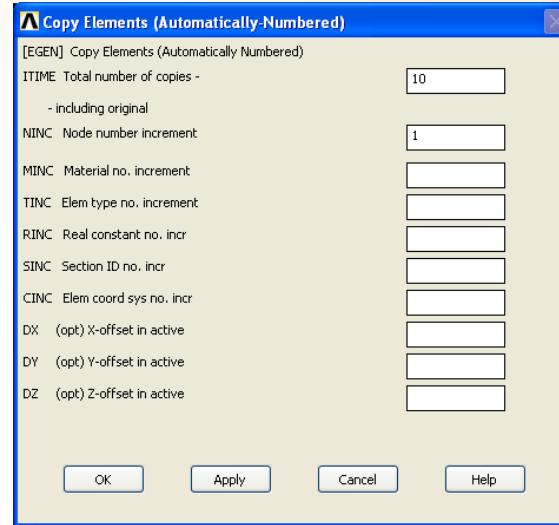 Copy Elements (Automatically-Numbered)
[EGEN] Copy Elements (Automatically Numbered)
ITIME Total number of copies - 10
- including original
NINC Node number increment 1
MINC Material no. increment
TINC Elem type no. increment
RINC Real constant no. incr
SINC Section ID no. incr
CINC Elem coord sys no. incr
DX (opt) X-offset in active
DY (opt) Y-offset in active
DZ (opt) Z-offset in active
OK Apply Cancel Help